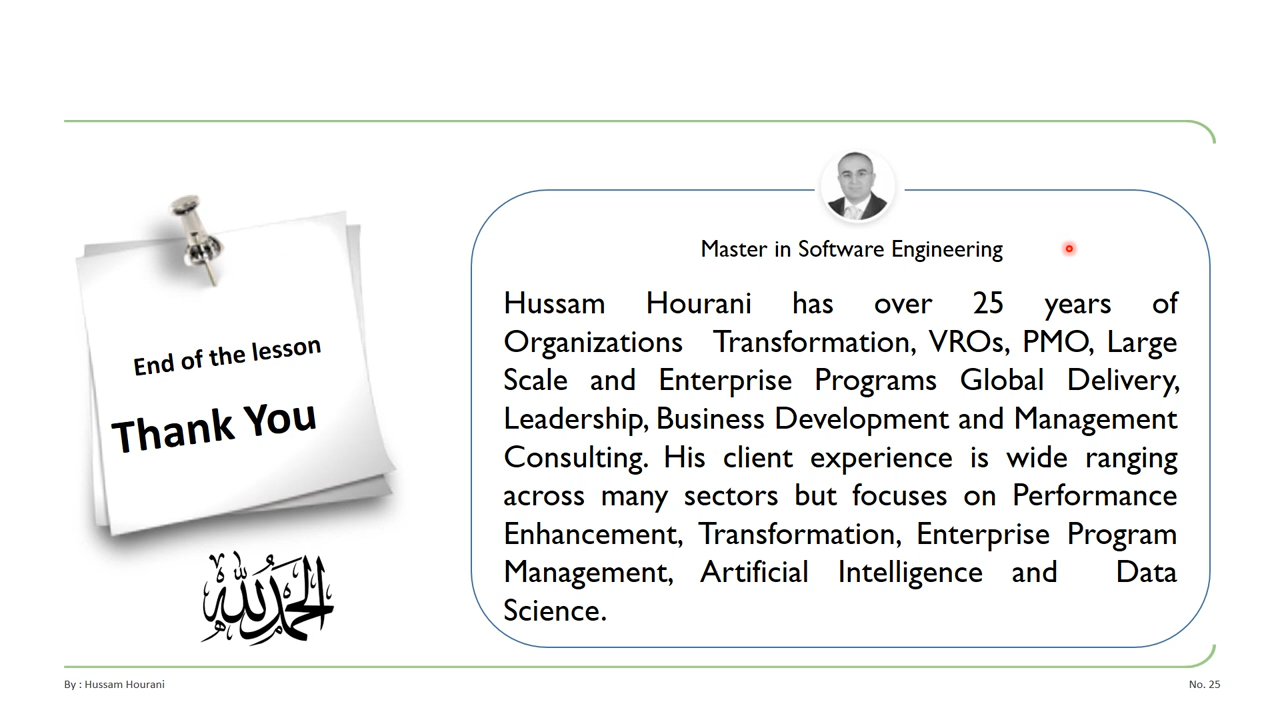 End of the lesson
Thank You
الحمد لله
Master in Software Engineering
Hussam Hourani has over 25 years of
Organizations Transformation, VROs, PMO, Large
Scale and Enterprise Programs Global Delivery,
Leadership, Business Development and Management
Consulting. His client experience is wide ranging
across many sectors but focuses on Performance
Enhancement, Transformation, Enterprise Program
Management, Artificial Intelligence and Data
Science.
By : Hussam Hourani
No. 25